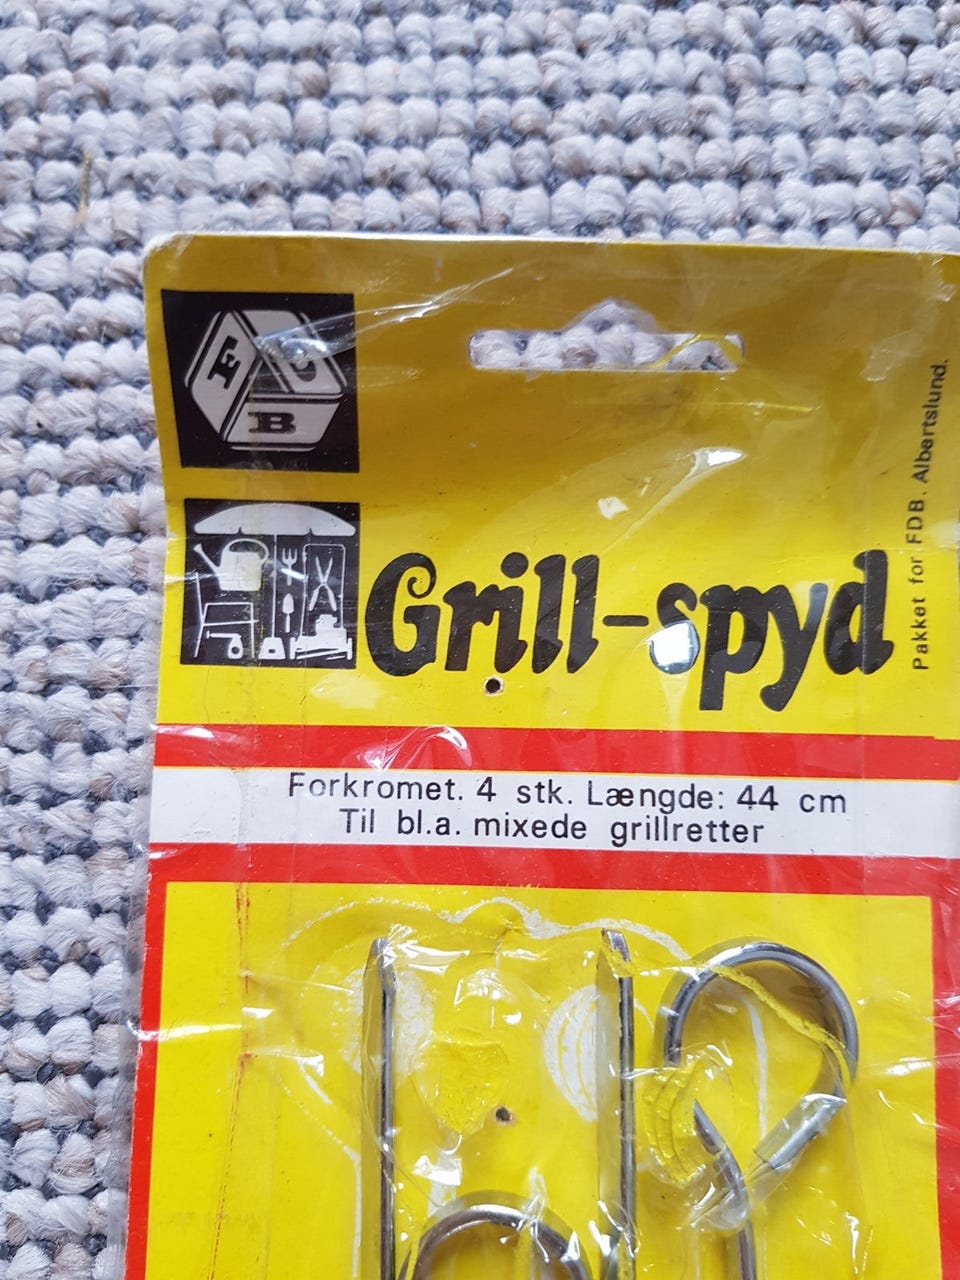 F D B
Grill-spyd
Pakket for FDB. Albertslund.
Forkromet. 4 stk. Længde: 44 cm
Til bl.a. mixede grillretter